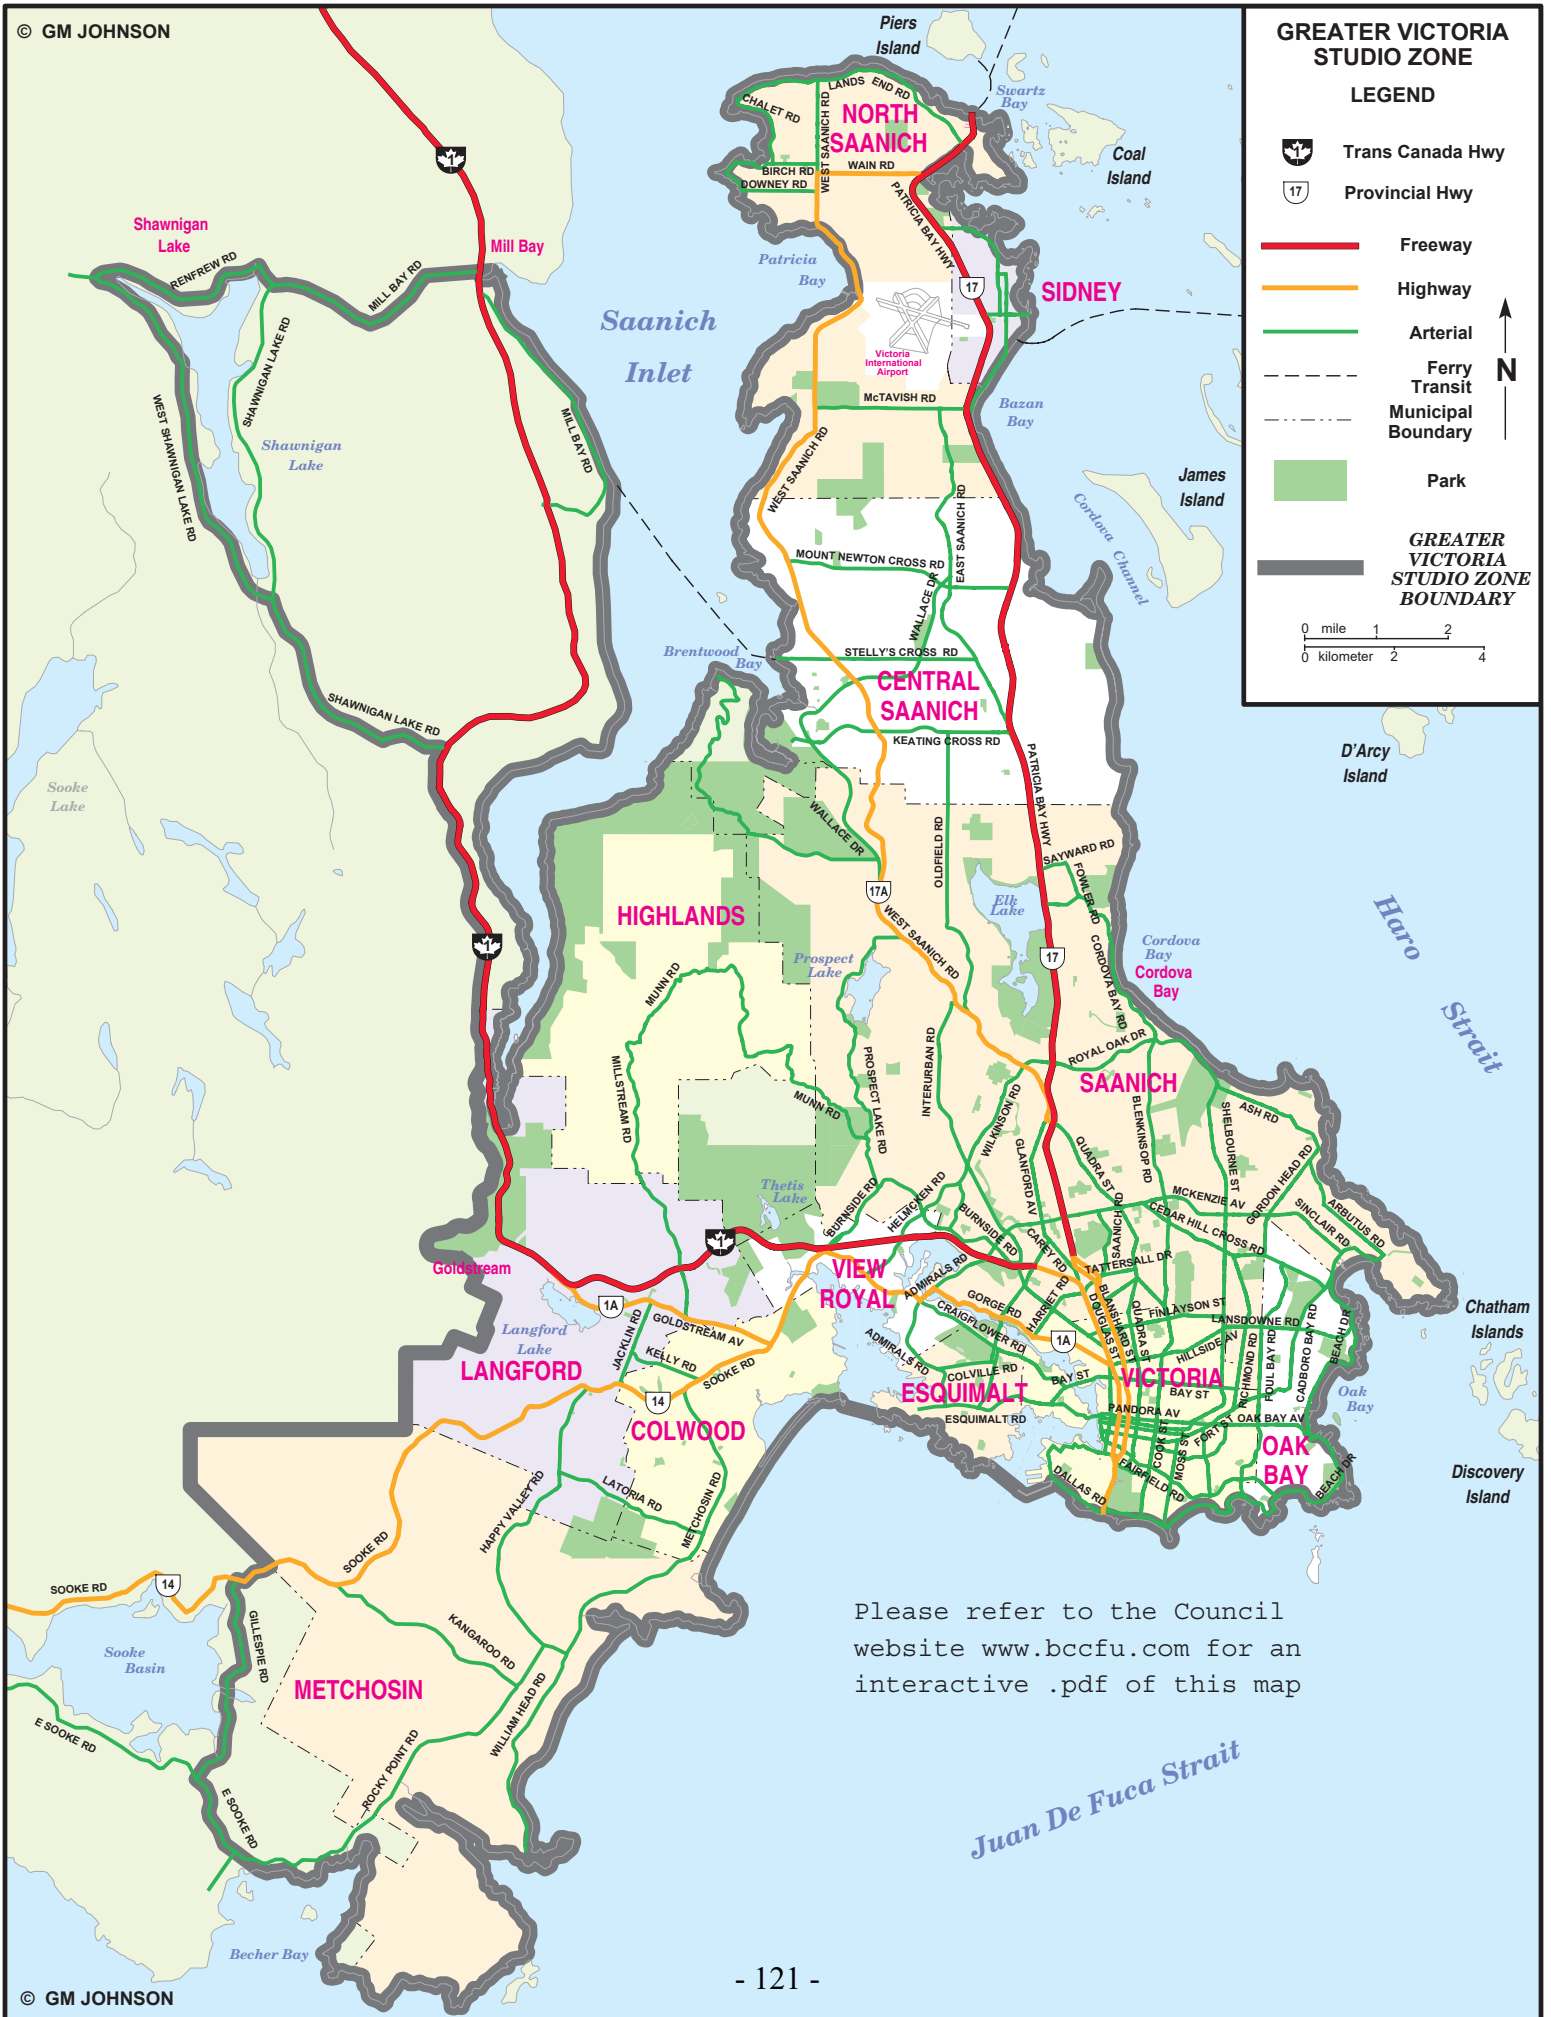 © GM JOHNSON
GREATER VICTORIA
STUDIO ZONE
LEGEND
1
Trans Canada Hwy
17
Provincial Hwy
Freeway
Highway
Arterial
Ferry
Transit
Municipal
Boundary
N
Park
GREATER
VICTORIA
STUDIO ZONE
BOUNDARY
0 mile 1 2
0 kilometer 2 4
Piers
Island
Swartz
Bay
LANDS END RD
CHALET RD
WEST SAANICH RD
NORTH
SAANICH
Coal
Island
WAIN RD
BIRCH RD
DOWNEY RD
PATRICIA BAY HWY
1
Shawnigan
Lake
Mill Bay
RENFREW RD
MILL BAY RD
Patricia
Bay
17
SIDNEY
Saanich
Inlet
Victoria
International
Airport
SHAWNIGAN LAKE RD
WEST SHAWNIGAN LAKE RD
Shawnigan
Lake
MILL BAY RD
McTAVISH RD
Bazan
Bay
WEST SAANICH RD
James
Island
Cordova Channel
EAST SAANICH RD
MOUNT NEWTON CROSS RD
WALLACE DR
STELLY'S CROSS RD
Brentwood
Bay
CENTRAL
SAANICH
SHAWNIGAN LAKE RD
KEATING CROSS RD
PATRICIA BAY HWY
D'Arcy
Island
Sooke
Lake
WALLACE DR
OLDFIELD RD
SAYWARD RD
FOWLER RD
17A
Elk
Lake
HIGHLANDS
WEST SAANICH RD
Haro
Strait
1
17
Cordova
Bay
Cordova
Bay
CORDOVA BAY RD
Prospect
Lake
MUNN RD
MILLSTREAM RD
PROSPECT LAKE RD
INTERURBAN RD
ROYAL OAK DR
SAANICH
WILKINSON RD
BLENKINSOP RD
SHELBOURNE ST
ASH RD
MUNN RD
GLANFORD AV
QUADRA ST
GORDON HEAD RD
Thetis
Lake
BURNSIDE RD
HELMCKEN RD
MCKENZIE AV
SINCLAIR RD
ARBUTUS RD
CEDAR HILL CROSS RD
SAANICH RD
BURNSIDE RD
CAREY RD
TATTERSALL DR
1
Goldstream
VIEW
ROYAL
ADMIRALS RD
GORGE RD
HARRIET RD
BLANSHARD ST
DOUGLAS ST
QUADRA ST
FINLAYSON ST
LANSDOWNE RD
Chatham
Islands
1A
GOLDSTREAM AV
JACKLIN RD
Langford
Lake
LANGFORD
KELLY RD
SOOKE RD
CRAIGFLOWER RD
ADMIRALS RD
1A
HILLSIDE AV
RICHMOND RD
FOUL BAY RD
CADBORO BAY RD
BEACH DR
COLVILLE RD
BAY ST
VICTORIA
BAY ST
ESQUIMALT
Oak
Bay
14
COLWOOD
ESQUIMALT RD
PANDORA AV
OAK BAY AV
FORT ST
COOK ST
MOSS ST
OAK
BAY
BEACH DR
FAIRFIELD RD
DALLAS RD
Discovery
Island
HAPPY VALLEY RD
LATORIA RD
METCHOSIN RD
SOOKE RD
SOOKE RD
14
GILLESPIE RD
KANGAROO RD
Sooke
Basin
METCHOSIN
WILLIAM HEAD RD
E SOOKE RD
ROCKY POINT RD
E SOOKE RD
Please refer to the Council
website www.bccfu.com for an
interactive .pdf of this map
Juan De Fuca Strait
Becher Bay
- 121 -
© GM JOHNSON